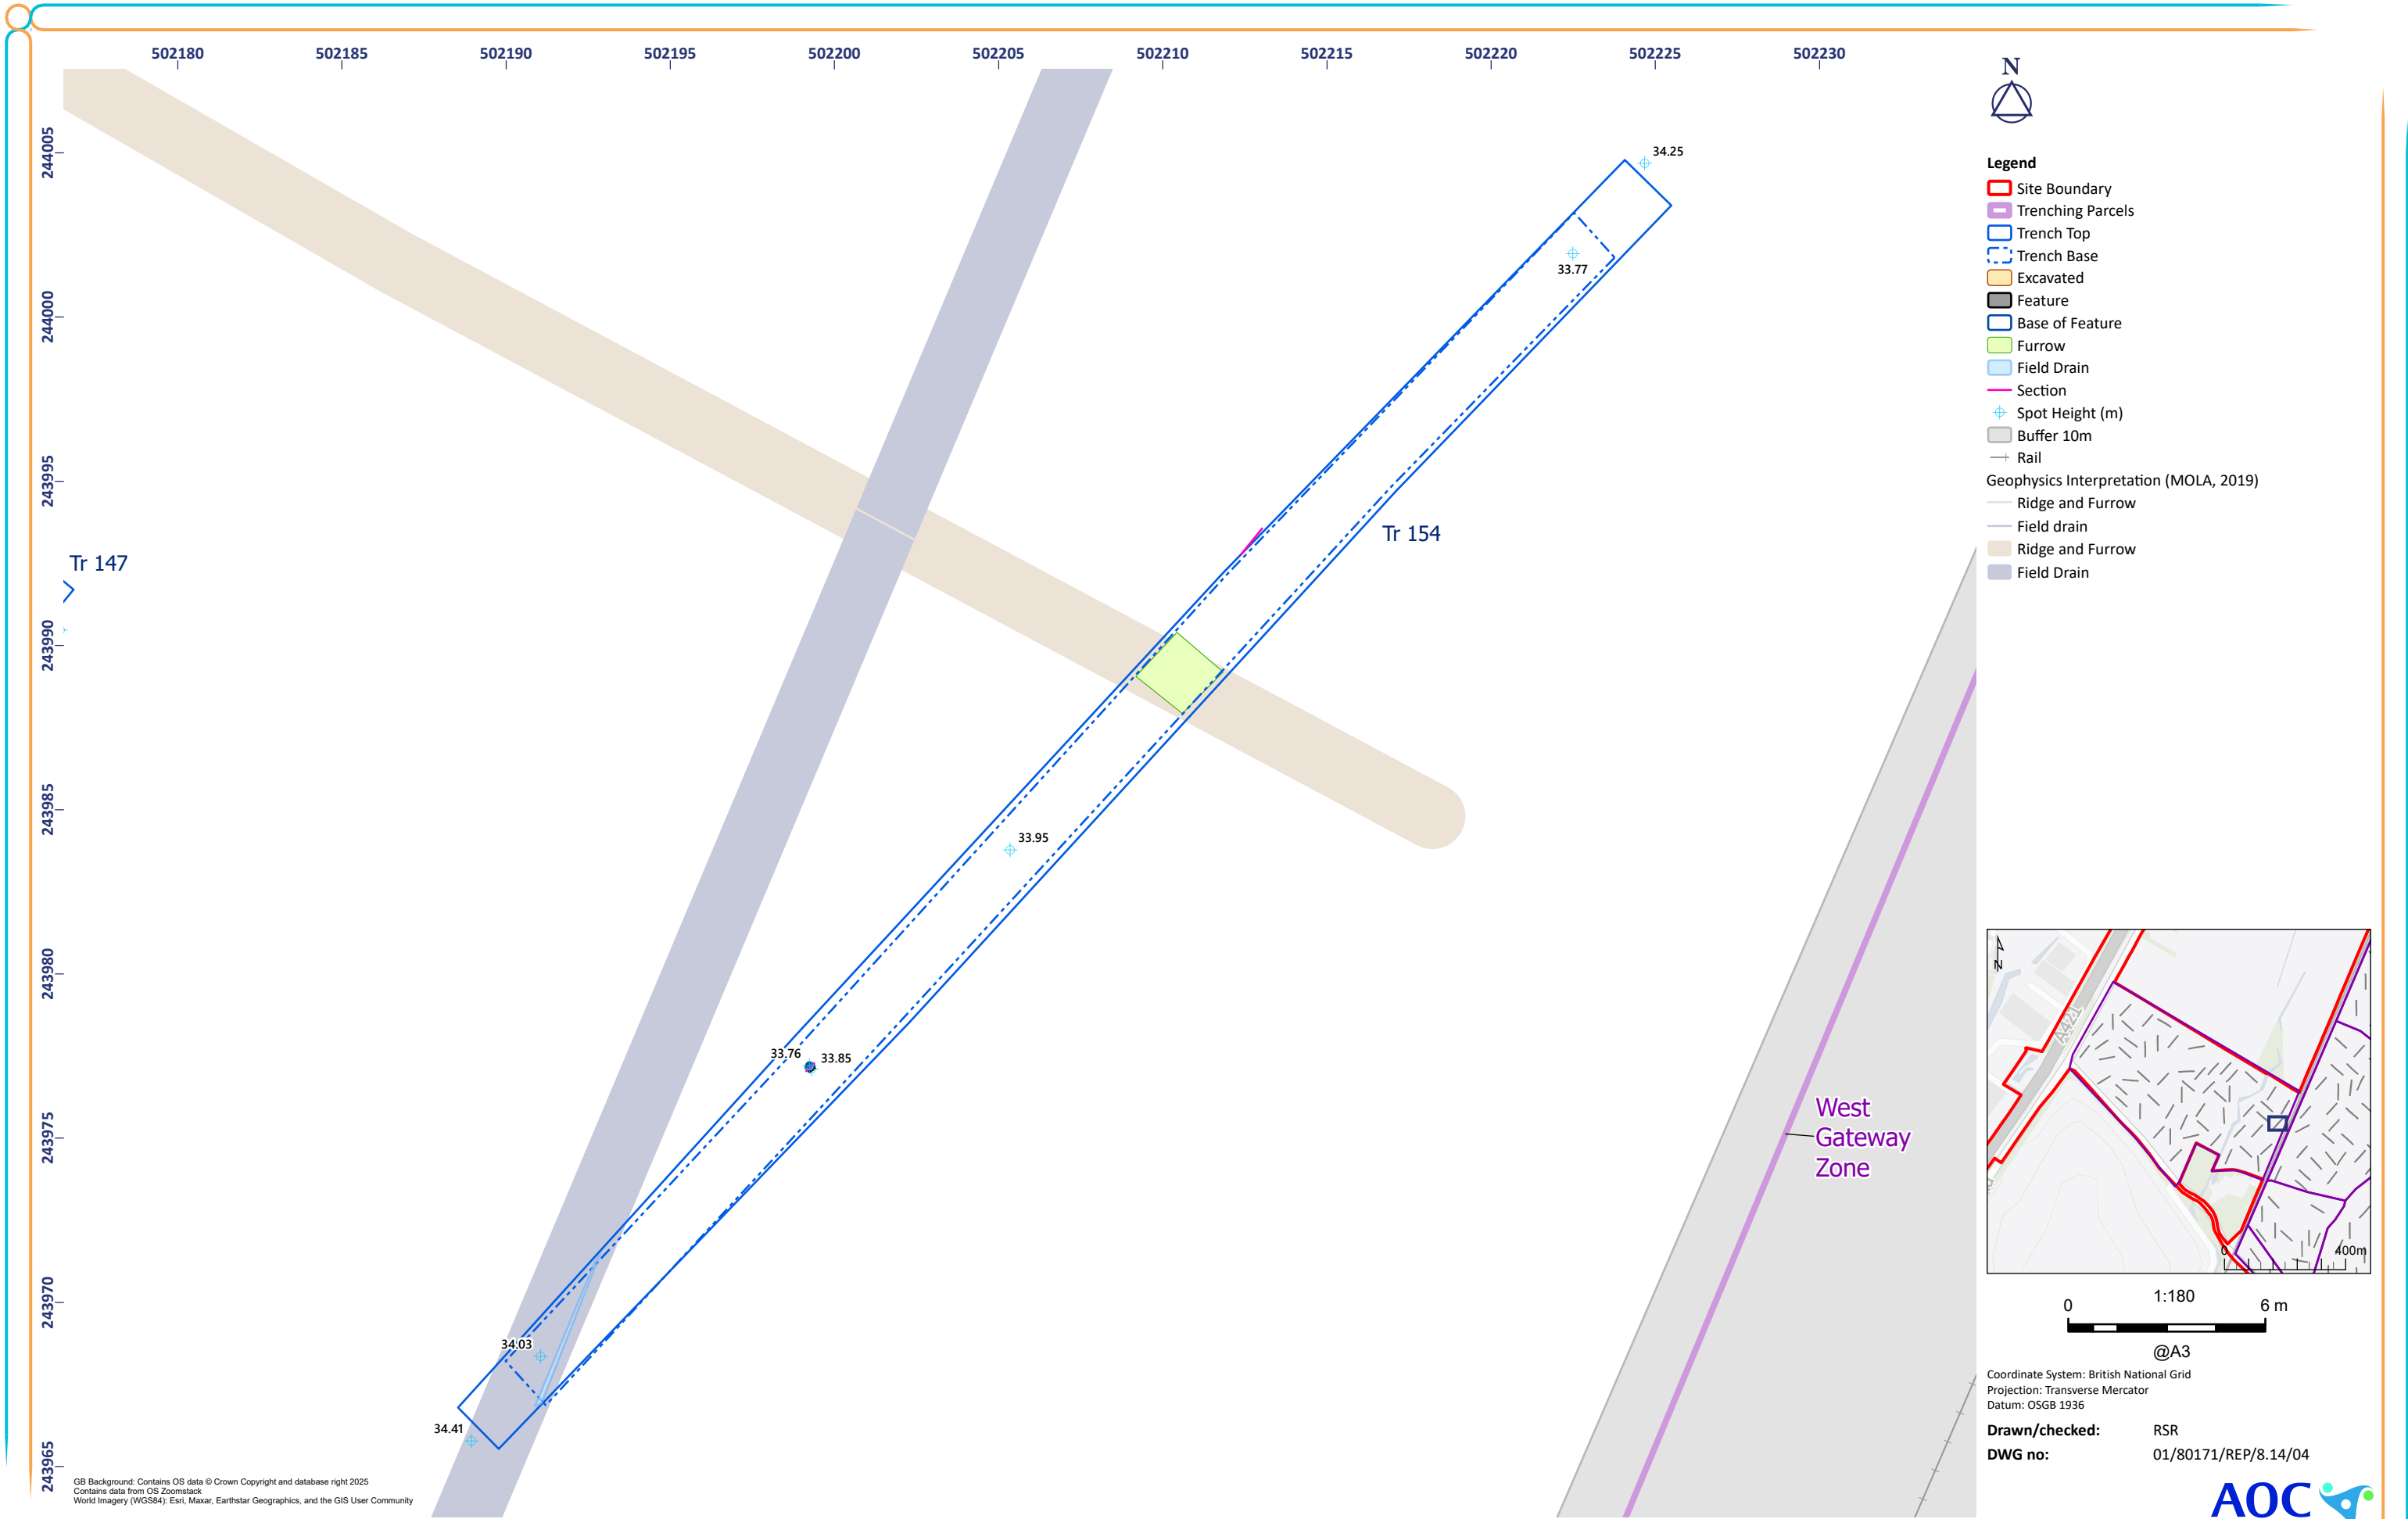 502180 502185 502190 502195 502200 502205 502210 502215 502220 502225 502230
244005
244000
243995
243990
243985
243980
243975
243970
243965
34.25
33.77
Tr 154
Tr 147
33.95
33.76 33.85
34.03
34.41
West
Gateway
Zone
GB Background: Contains OS data © Crown Copyright and database right 2025
Contains data from OS Zoomstack
World Imagery (WGS84): Esri, Maxar, Earthstar Geographics, and the GIS User Community
N
Legend
Site Boundary
Trenching Parcels
Trench Top
Trench Base
Excavated
Feature
Base of Feature
Furrow
Field Drain
Section
Spot Height (m)
Buffer 10m
Rail
Geophysics Interpretation (MOLA, 2019)
Ridge and Furrow
Field drain
Ridge and Furrow
Field Drain
N
A421
0 400m
1:180
0 6 m
@A3
Coordinate System: British National Grid
Projection: Transverse Mercator
Datum: OSGB 1936
Drawn/checked: RSR
DWG no: 01/80171/REP/8.14/04
AOC